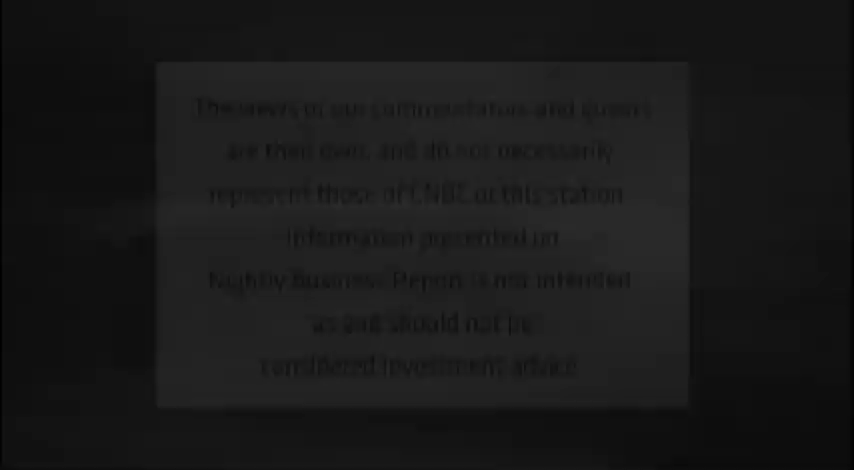 The views of our commentators and guests
are their own, and do not necessarily
represent those of CNBC or this station
Information presented on
Nightly Business Report is not intended
as and should not be
considered investment advice